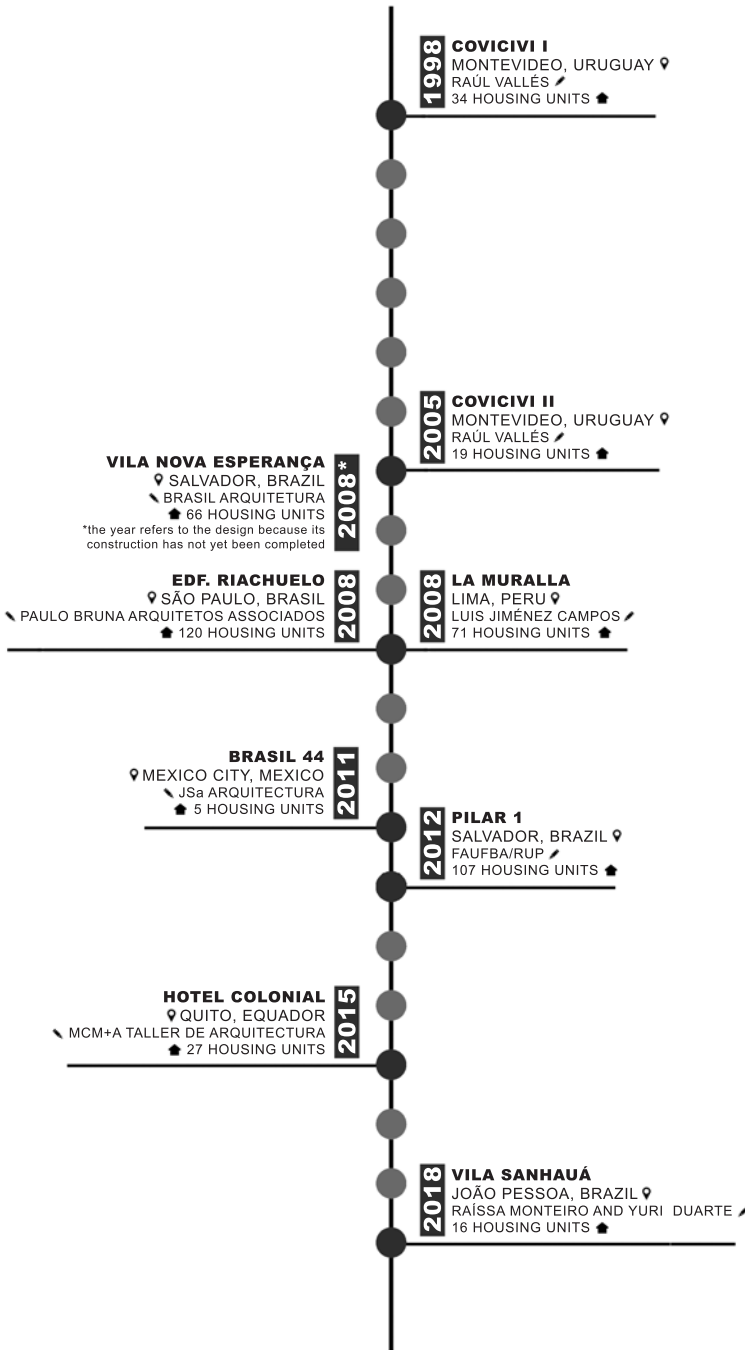 1998
COVICIVI I
MONTEVIDEO, URUGUAY
RAÚL VALLÉS
34 HOUSING UNITS
2005
COVICIVI II
MONTEVIDEO, URUGUAY
RAÚL VALLÉS
19 HOUSING UNITS
VILA NOVA ESPERANÇA
SALVADOR, BRAZIL
BRASIL ARQUITETURA
66 HOUSING UNITS
*the year refers to the design because its
construction has not yet been completed
2008*
EDF. RIACHUELO
SÃO PAULO, BRASIL
PAULO BRUNA ARQUITETOS ASSOCIADOS
120 HOUSING UNITS
2008
2008
LA MURALLA
LIMA, PERU
LUIS JIMÉNEZ CAMPOS
71 HOUSING UNITS
BRASIL 44
MEXICO CITY, MEXICO
JSa ARQUITECTURA
5 HOUSING UNITS
2011
2012
PILAR 1
SALVADOR, BRAZIL
FAUFBA/RUP
107 HOUSING UNITS
HOTEL COLONIAL
QUITO, EQUADOR
MCM+A TALLER DE ARQUITECTURA
27 HOUSING UNITS
2015
2018
VILA SANHAUÁ
JOÃO PESSOA, BRAZIL
RAÍSSA MONTEIRO AND YURI DUARTE
16 HOUSING UNITS